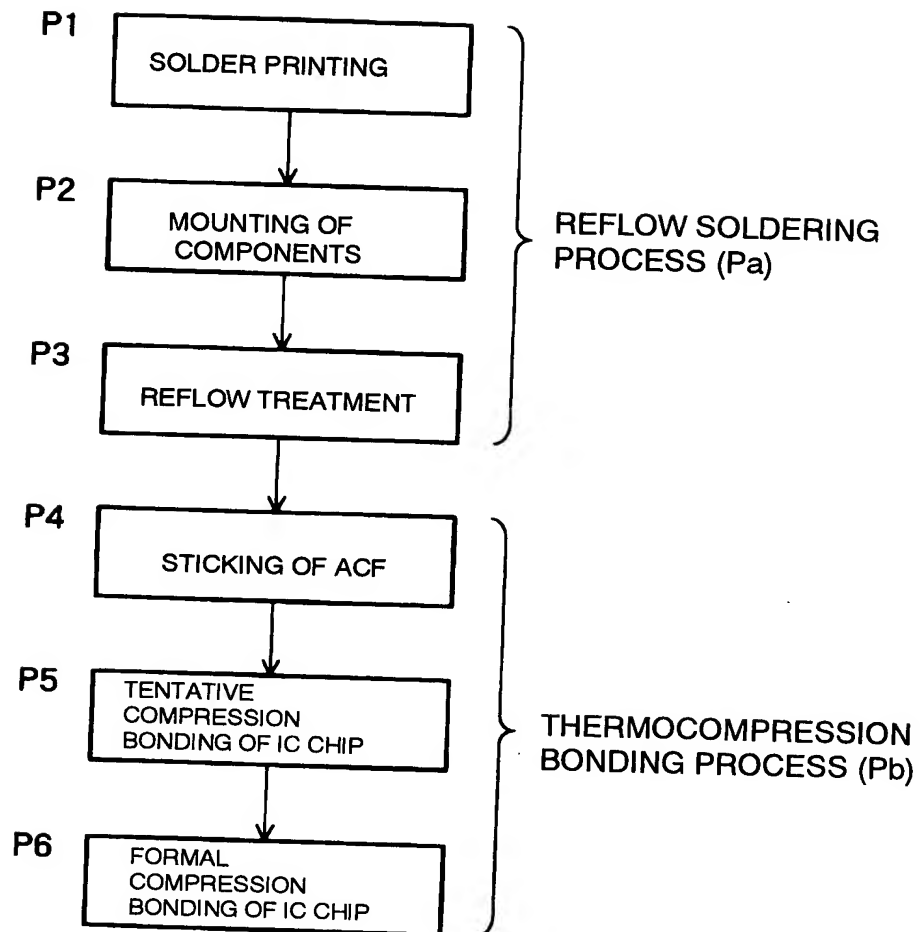 P1
SOLDER PRINTING
P2
MOUNTING OF
COMPONENTS
REFLOW SOLDERING
PROCESS (Pa)
P3
REFLOW TREATMENT
P4
STICKING OF ACF
P5
TENTATIVE
COMPRESSION
BONDING OF IC CHIP
THERMOCOMPRESSION
BONDING PROCESS (Pb)
P6
FORMAL
COMPRESSION
BONDING OF IC CHIP